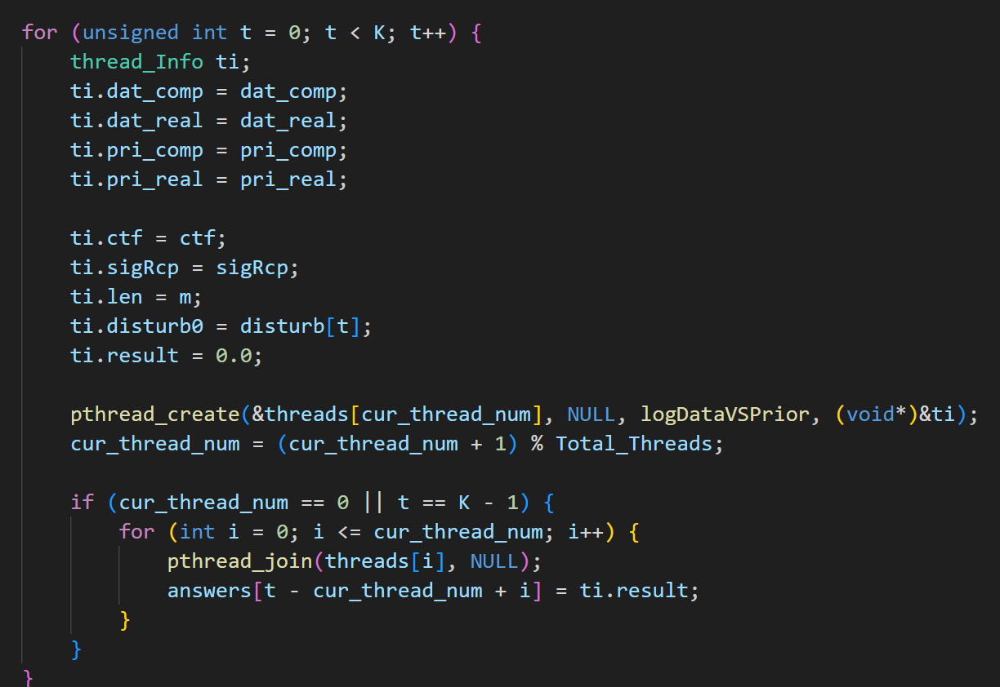 for (unsigned int t = 0; t < K; t++) {
    thread_Info ti;
    ti.dat_comp = dat_comp;
    ti.dat_real = dat_real;
    ti.pri_comp = pri_comp;
    ti.pri_real = pri_real;

    ti.ctf = ctf;
    ti.sigRcp = sigRcp;
    ti.len = m;
    ti.disturb0 = disturb[t];
    ti.result = 0.0;

    pthread_create(&threads[cur_thread_num], NULL, logDataVSPrior, (void*)&ti);
    cur_thread_num = (cur_thread_num + 1) % Total_Threads;

    if (cur_thread_num == 0 || t == K - 1) {
        for (int i = 0; i <= cur_thread_num; i++) {
            pthread_join(threads[i], NULL);
            answers[t - cur_thread_num + i] = ti.result;
        }
    }
}